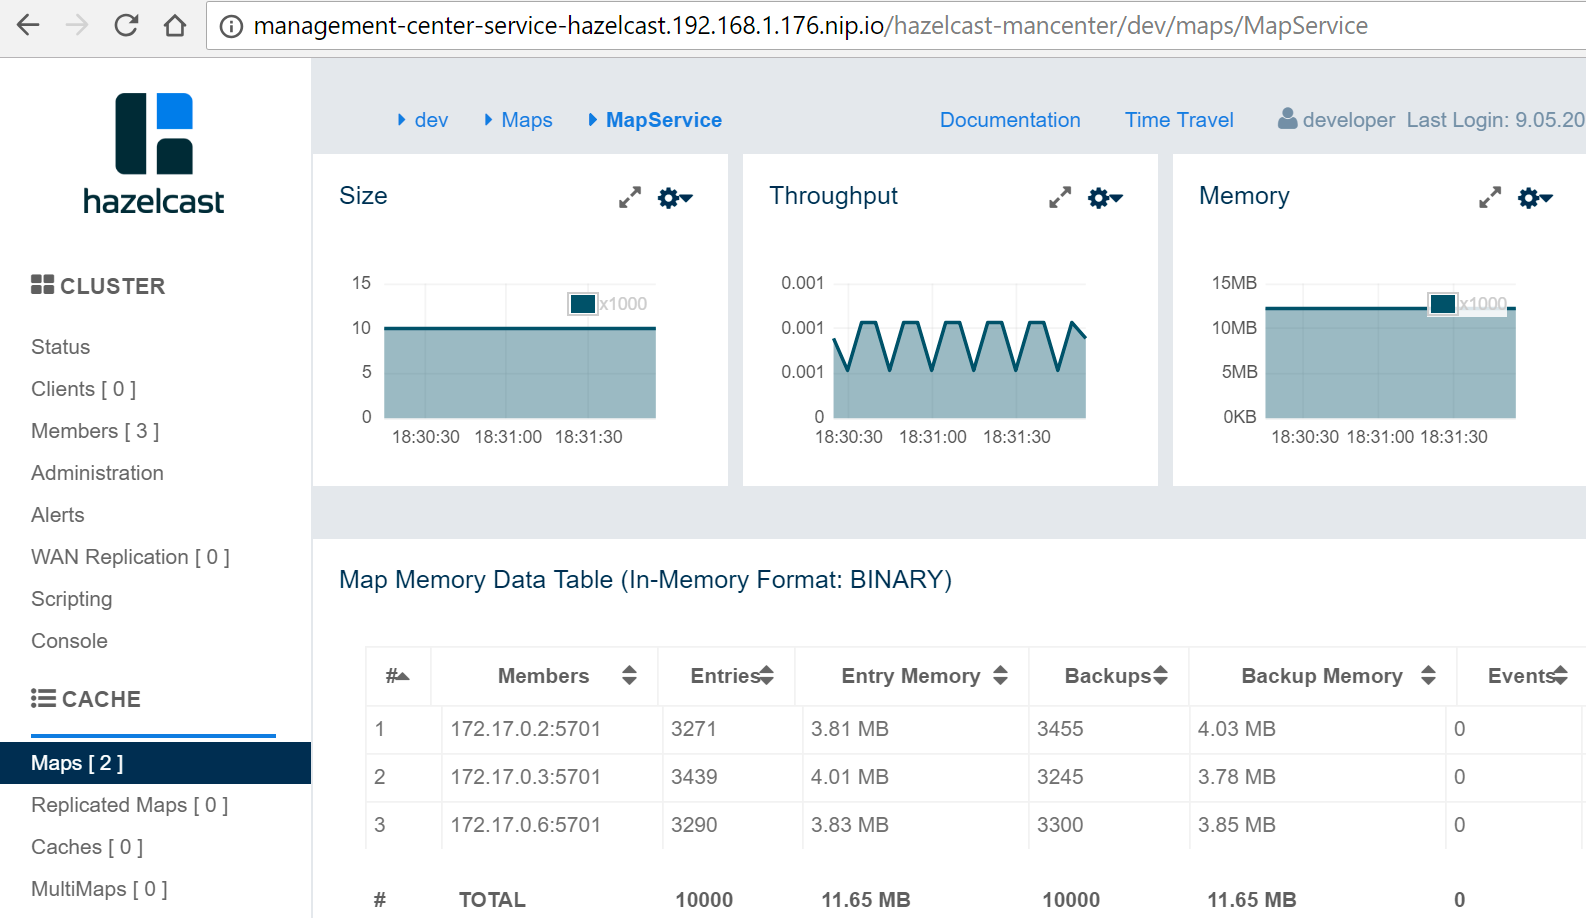 management-center-service-hazelcast.192.168.1.176.nip.io/hazelcast-mancenter/dev/maps/MapService
hazelcast
CLUSTER
Status
Clients [ 0 ]
Members [ 3 ]
Administration
Alerts
WAN Replication [ 0 ]
Scripting
Console
CACHE
Maps [ 2 ]
Replicated Maps [ 0 ]
Caches [ 0 ]
MultiMaps [ 0 ]
dev Maps MapService Documentation Time Travel developer Last Login: 9.05.20
Size
15
10
5
0
x1000
18:30:30 18:31:00 18:31:30
Throughput
0.001
0.001
0.001
0
18:30:30 18:31:00 18:31:30
Memory
15MB
10MB
5MB
0KB
x1000
18:30:30 18:31:00 18:31:30
Map Memory Data Table (In-Memory Format: BINARY)
# Members Entries Entry Memory Backups Backup Memory Events
1 172.17.0.2:5701 3271 3.81 MB 3455 4.03 MB 0
2 172.17.0.3:5701 3439 4.01 MB 3245 3.78 MB 0
3 172.17.0.6:5701 3290 3.83 MB 3300 3.85 MB 0
# TOTAL 10000 11.65 MB 10000 11.65 MB 0